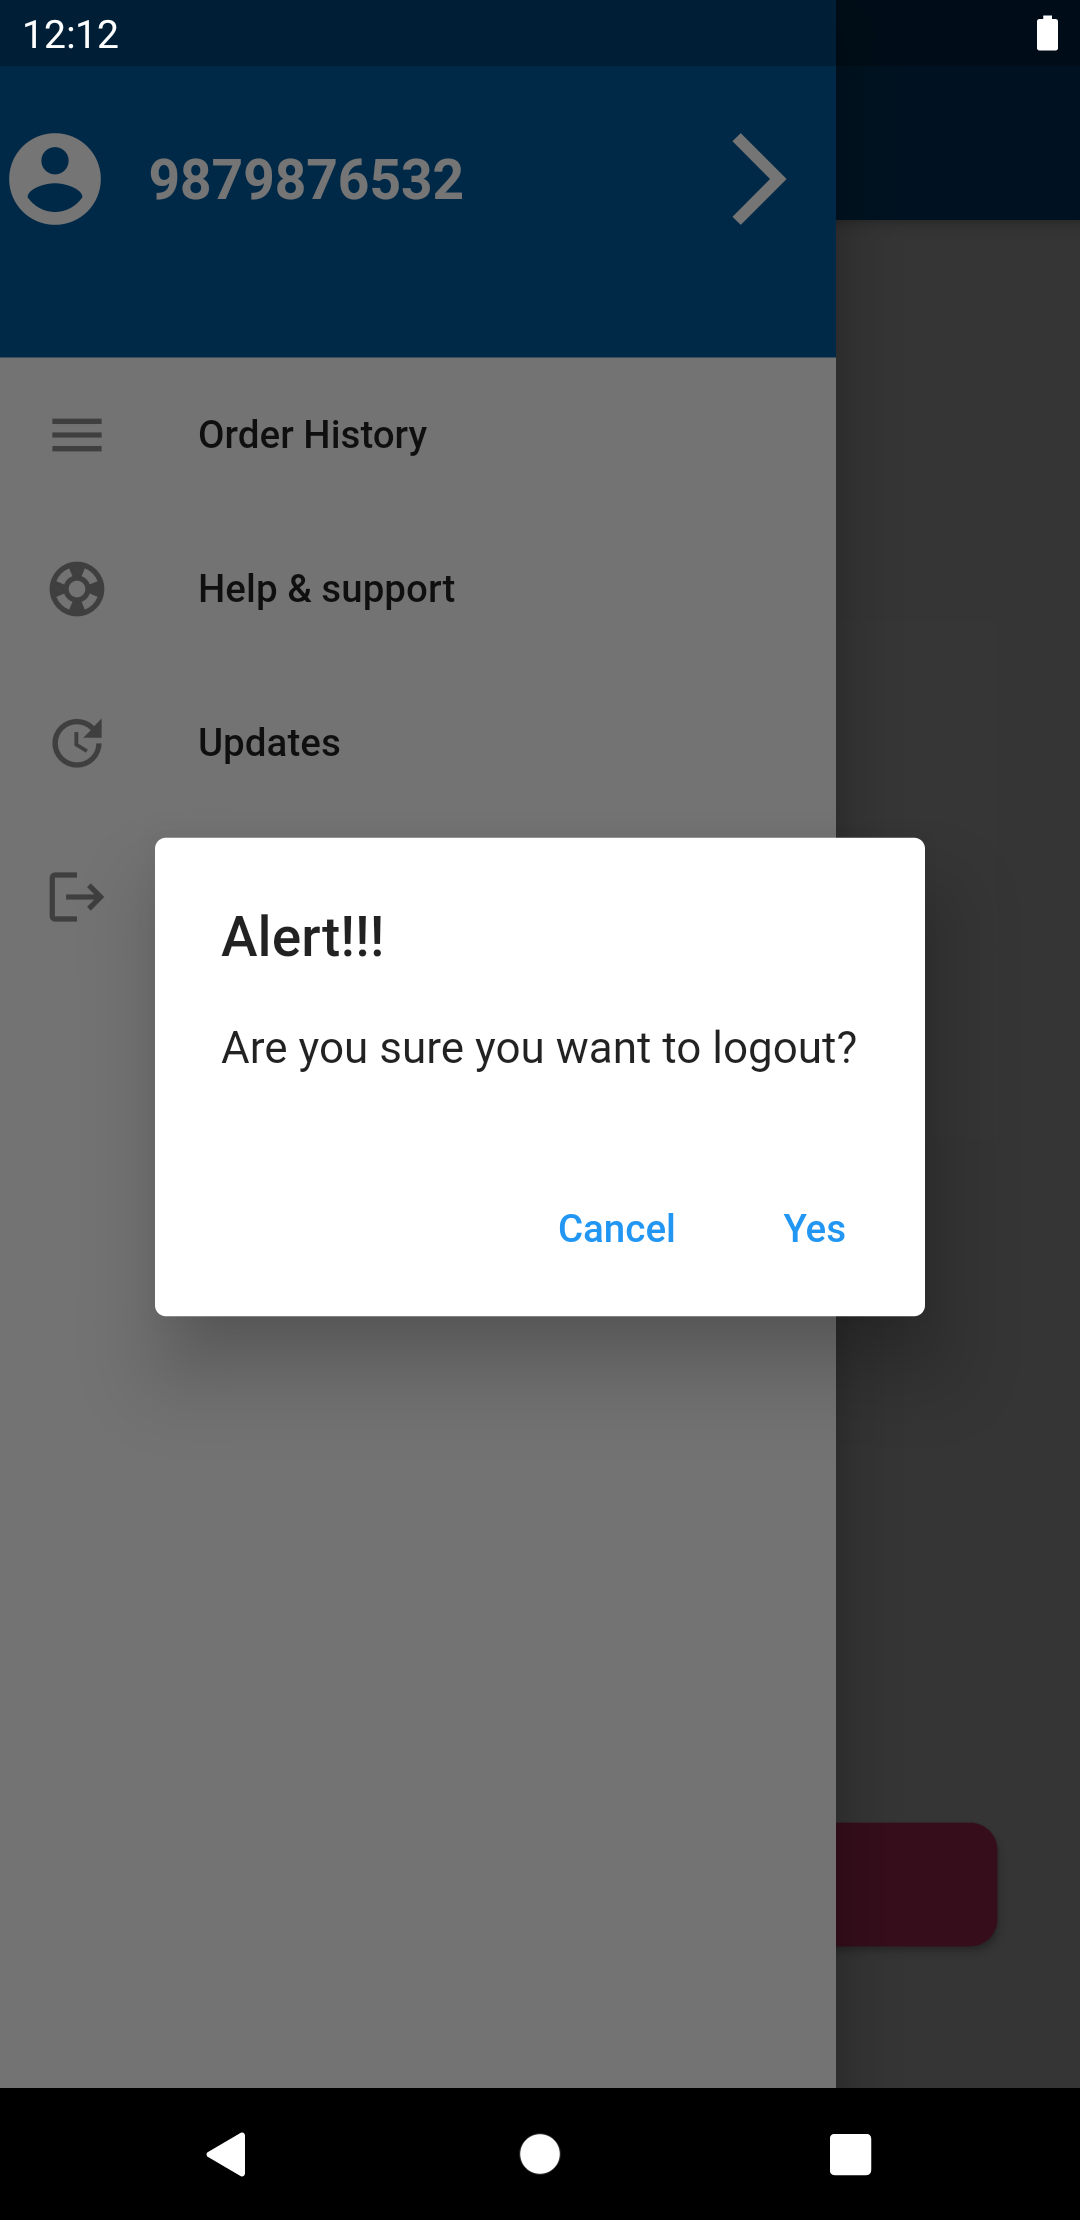 12:12
9879876532
Order History
Help & support
Updates
Alert!!!
Are you sure you want to logout?
Cancel Yes